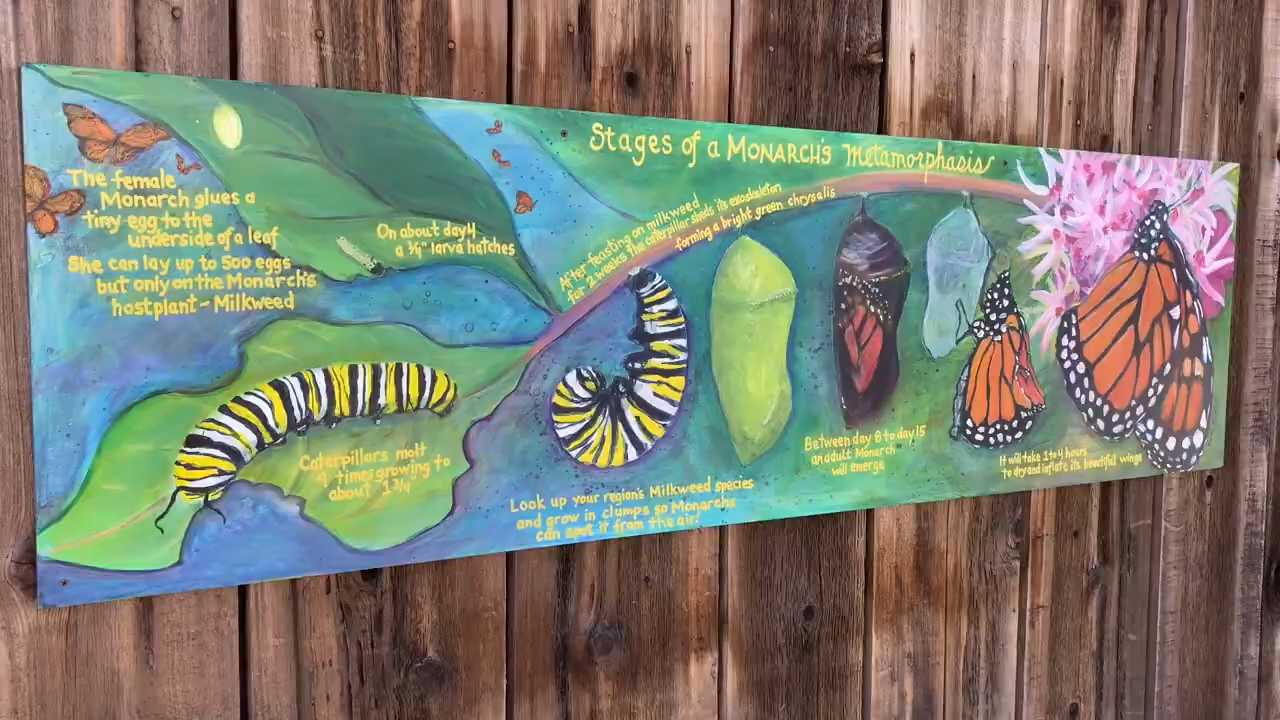 Stages of a MONARCH'S Metamorphasis
The female
Monarch glues a
tiny egg to the
underside of a leaf
She can lay up to 500 eggs
but only on the Monarch's
hostplant - Milkweed
On about day 4
a larva hatches
After feasting on milkweed
for 2 weeks the caterpillar sheds its exoskeleton
forming a bright green chrysalis
Caterpillars molt
4 times growing to
about 1 3/4"
Look up your region's Milkweed species
and grow in clumps so Monarchs
can spot it from the air!
Between day 8 to day 15
an adult Monarch
will emerge
It will take 1 to 4 hours
to dry and inflate its beautiful wings